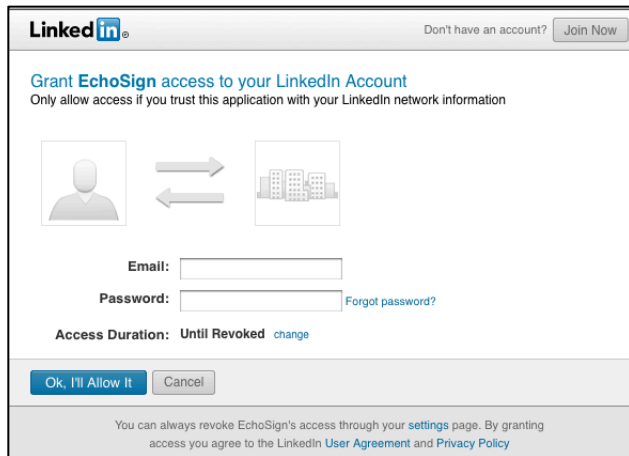 Linked in®
Don't have an account? Join Now
Grant EchoSign access to your LinkedIn Account
Only allow access if you trust this application with your LinkedIn network information
Email:
Password: Forgot password?
Access Duration: Until Revoked change
Ok, I'll Allow It Cancel
You can always revoke EchoSign's access through your settings page. By granting
access you agree to the LinkedIn User Agreement and Privacy Policy